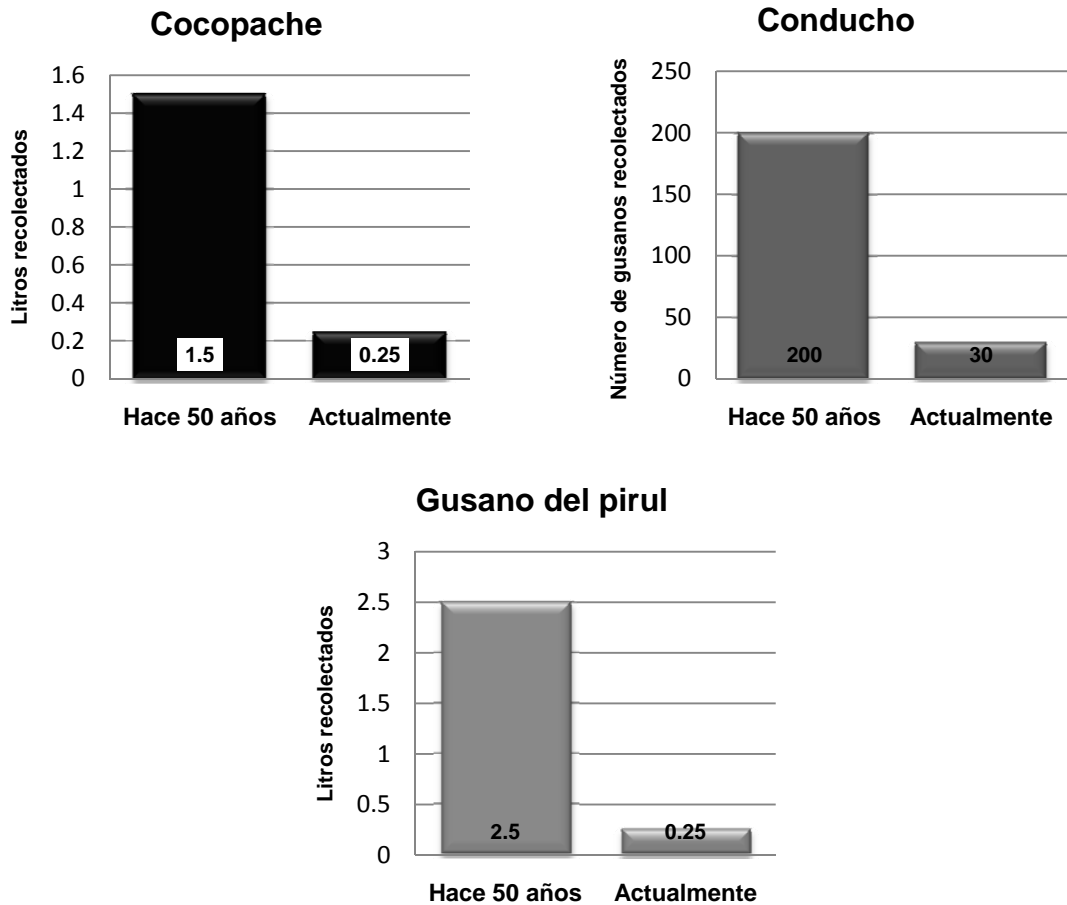 Cocopache
Litros recolectados
1.6
1.4
1.2
1
0.8
0.6
0.4
0.2
0
1.5
0.25
Hace 50 años
Actualmente
Conducho
Número de gusanos recolectados
250
200
150
100
50
0
200
30
Hace 50 años
Actualmente
Gusano del pirul
Litros recolectados
3
2.5
2
1.5
1
0.5
0
2.5
0.25
Hace 50 años
Actualmente